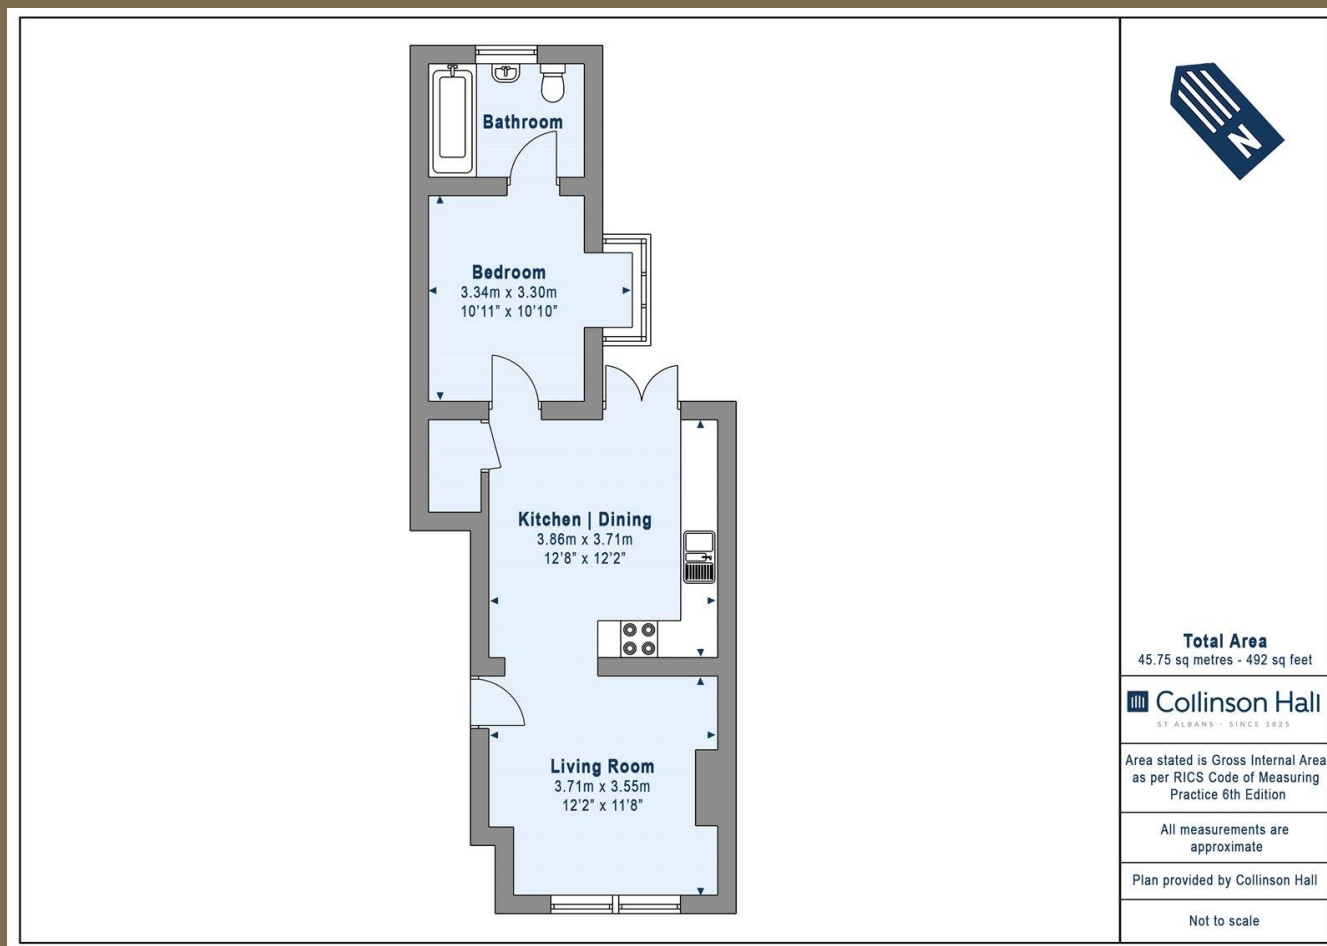 Bathroom
Bedroom
3.34m x 3.30m
10'11" x 10'10"
Kitchen | Dining
3.86m x 3.71m
12'8" x 12'2"
Living Room
3.71m x 3.55m
12'2" x 11'8"
N
Total Area
45.75 sq metres - 492 sq feet
Collinson Hall
ST ALBANS - SINCE 1825
Area stated is Gross Internal Area
as per RICS Code of Measuring
Practice 6th Edition
All measurements are
approximate
Plan provided by Collinson Hall
Not to scale